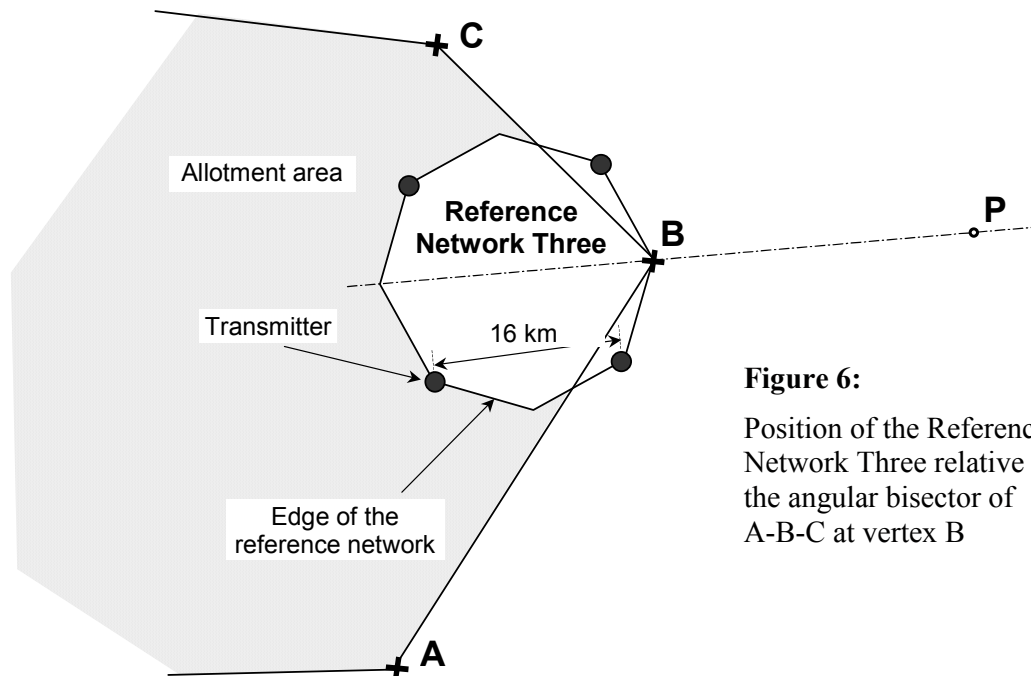 C
Allotment area
Reference
Network Three
B
P
Transmitter
16 km
Figure 6:
Position of the Referenc
Network Three relative
the angular bisector of
A-B-C at vertex B
Edge of the
reference network
A